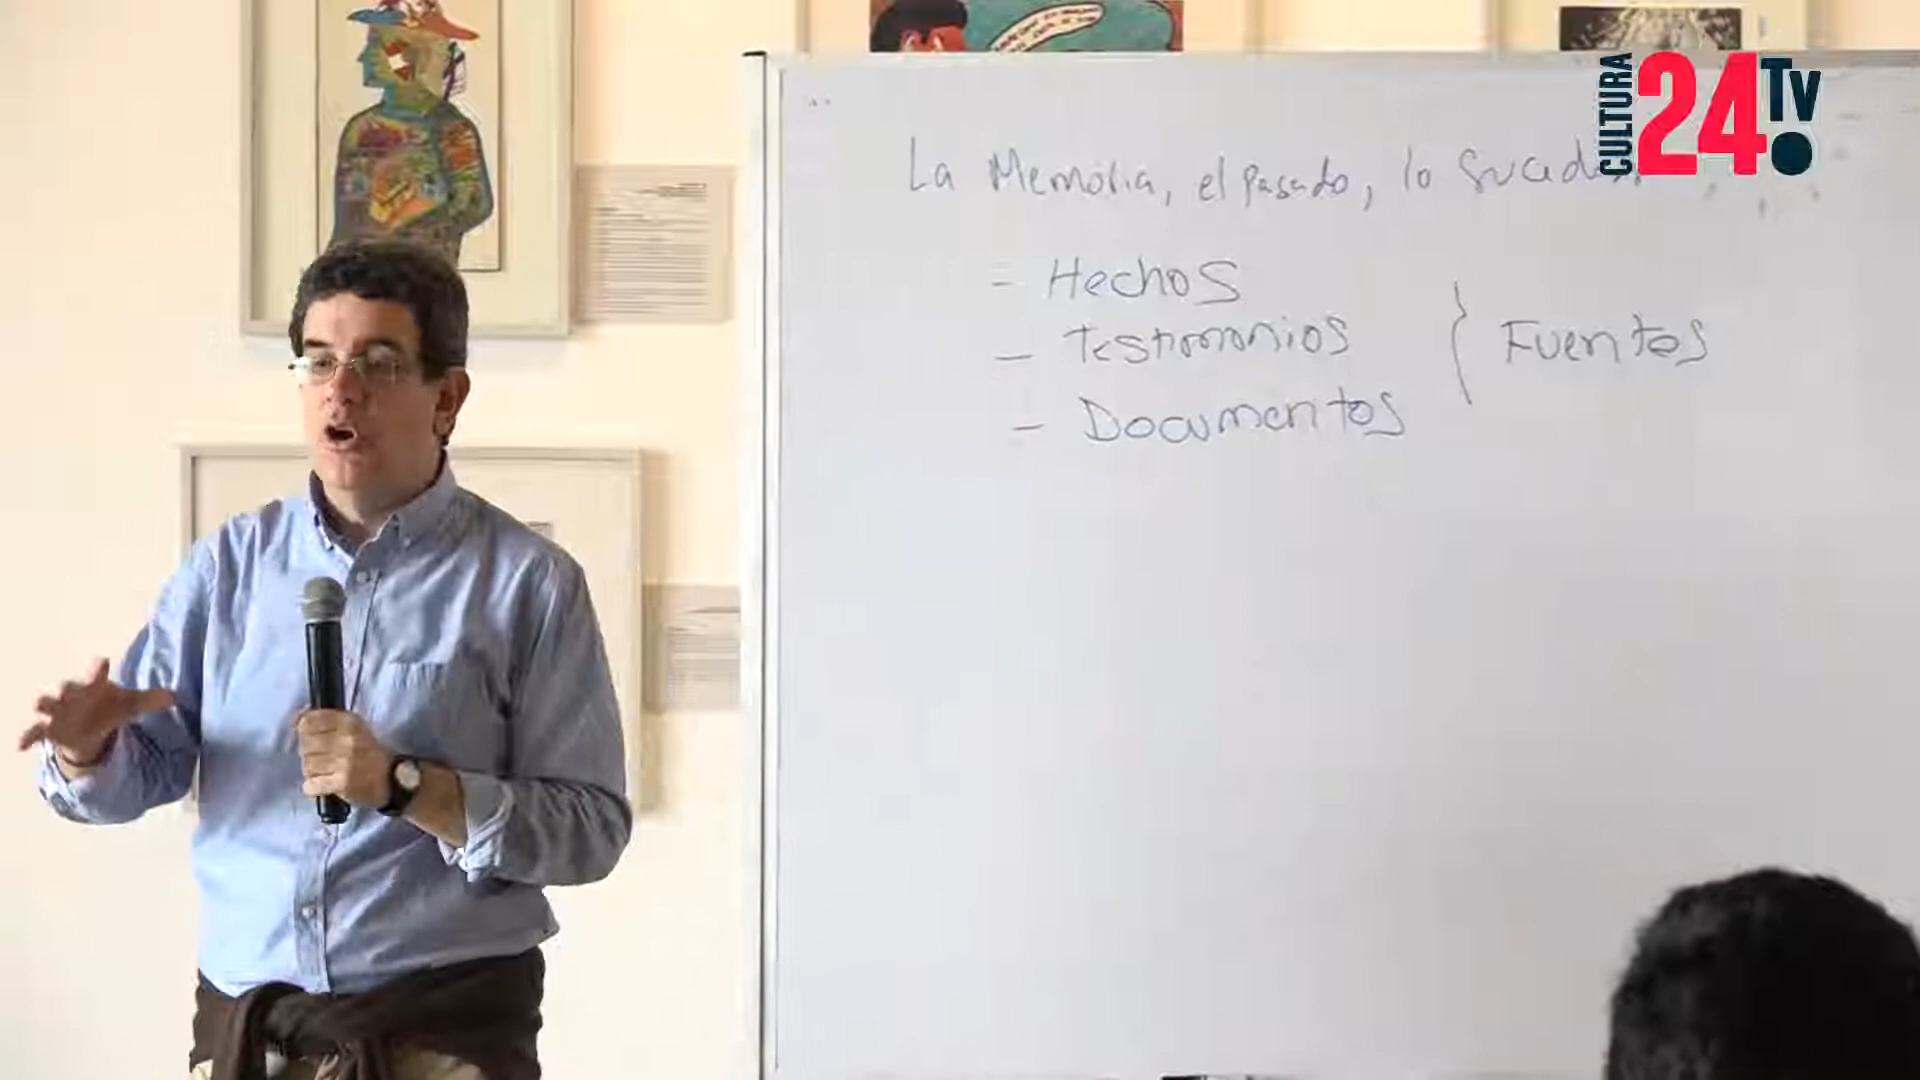 CULTURA 24 Tv
La Memoria, el pasado, lo
- Hechos
- Testimonios
- Documentos
} Fuentes